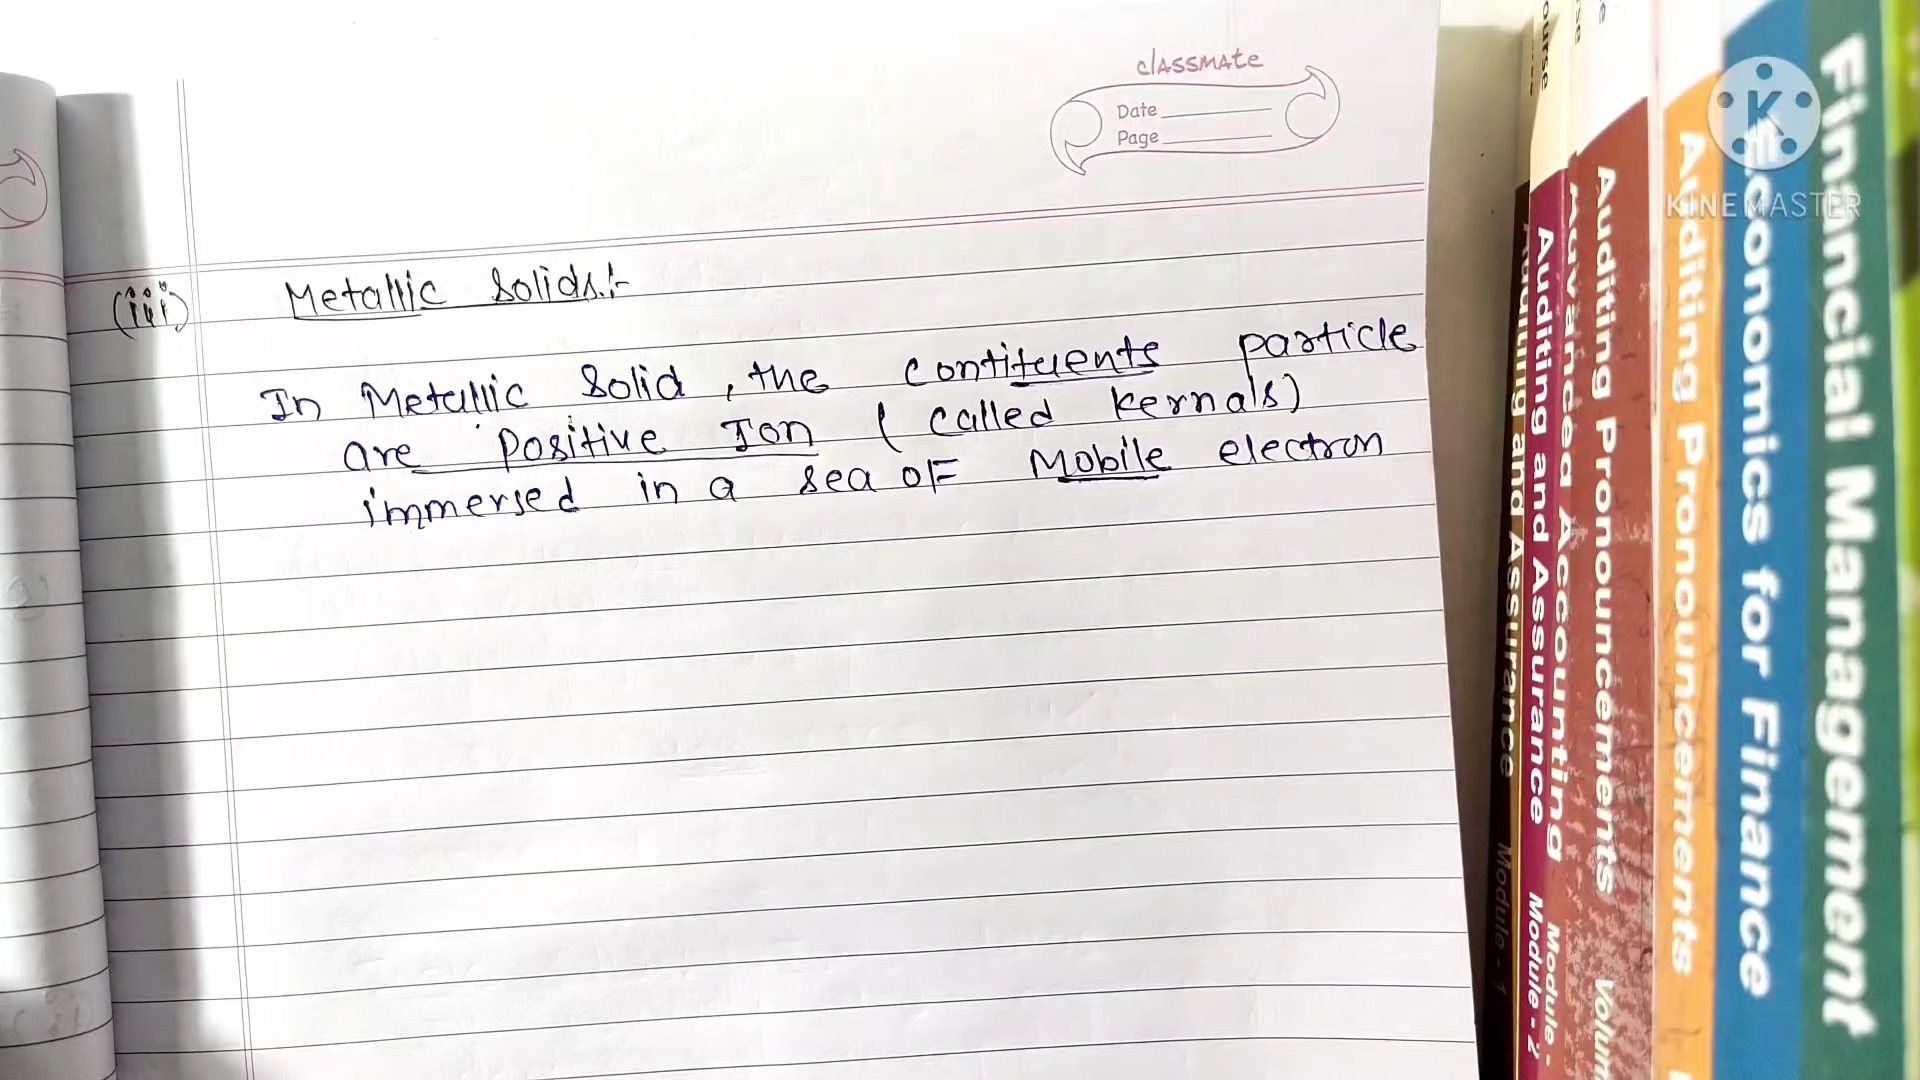 classmate
Date
Page
(iii) Metallic Solids:-
In Metallic Solid, the contituents particle
are positive Ion (called kernals)
immersed in a sea of Mobile electron
KINEMASTER
Financial Management
Economics for Finance
Auditing Pronouncements
Auditing Pronouncements
Advanced Accounting Module -
Auditing and Assurance Module - 2
Auditing and Assurance Module - 1